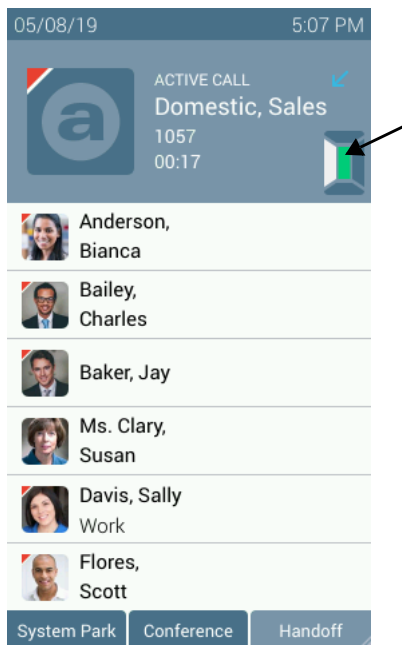 05/08/19 5:07 PM
a
ACTIVE CALL
Domestic, Sales
1057
00:17
Anderson,
Bianca
Bailey,
Charles
Baker, Jay
Ms. Clary,
Susan
Davis, Sally
Work
Flores,
Scott
System Park Conference Handoff